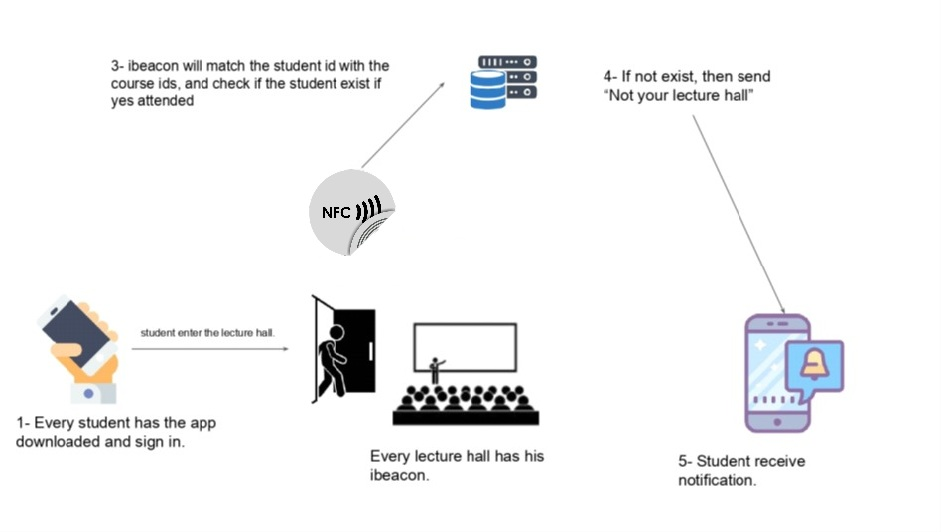 3- ibeacon will match the student id with the
course ids, and check if the student exist if
yes attended
4- If not exist, then send
“Not your lecture hall”
NFC
student enter the lecture hall.
1- Every student has the app
downloaded and sign in.
Every lecture hall has his
ibeacon.
5- Student receive
notification.